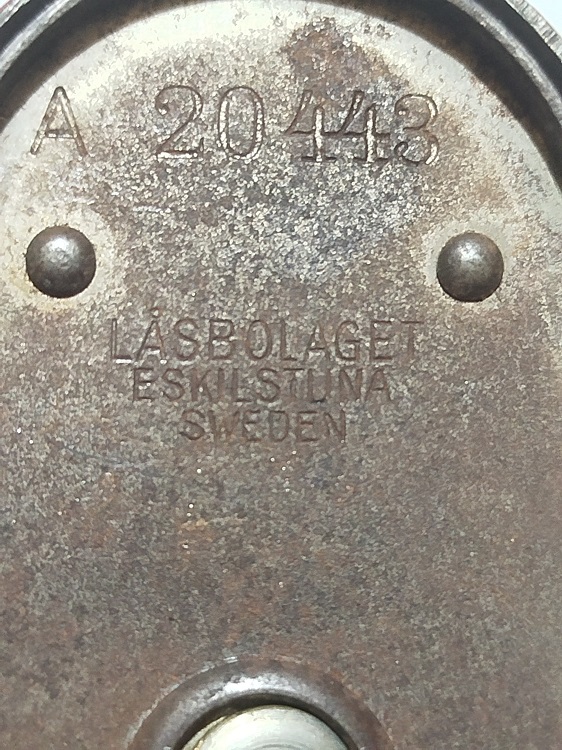 A 20443
LÅSBOLAGET
ESKILSTUNA
SWEDEN